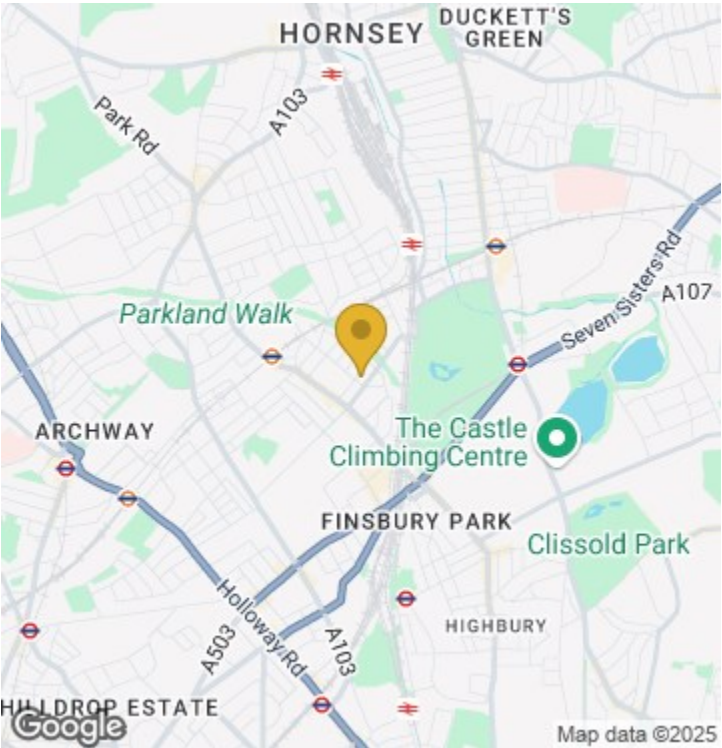 HORNSEY
DUCKETT'S
GREEN
Park Rd
A103
Seven Sisters Rd
A107
Parkland Walk
ARCHWAY
The Castle
Climbing Centre
FINSBURY PARK
Clissold Park
Holloway Rd
A503
A103
HIGHBURY
HILLDROP ESTATE
Google
Map data ©2025